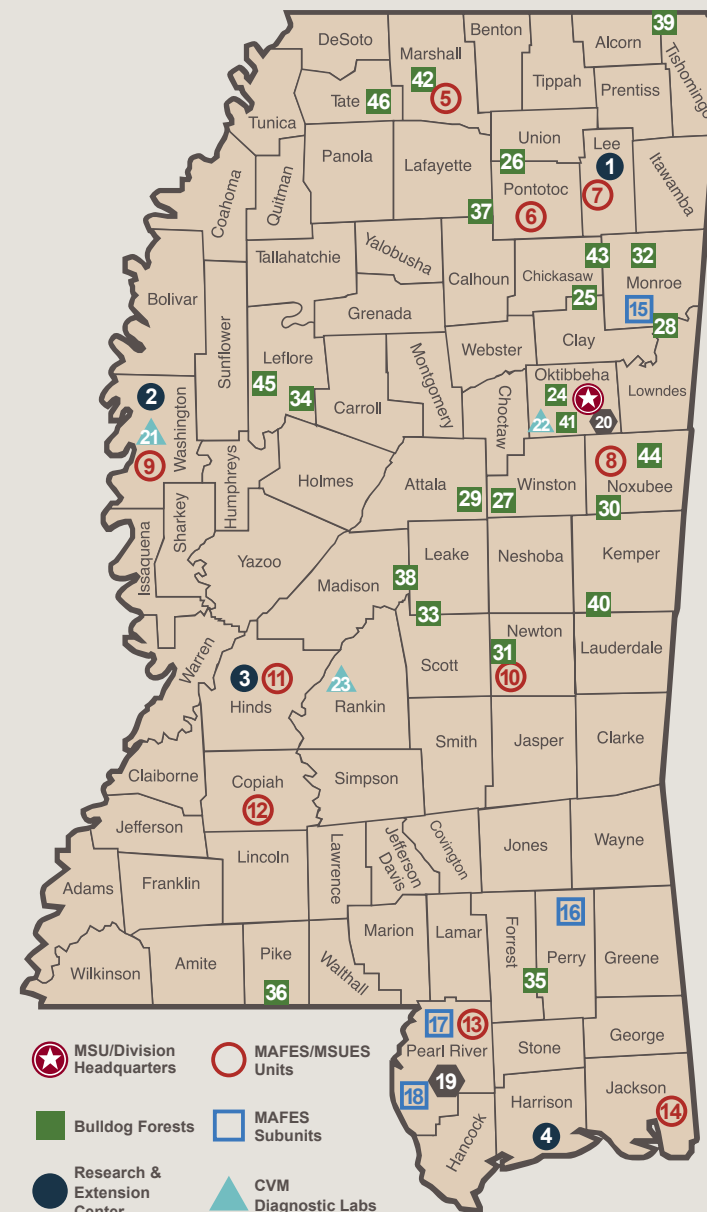 39
DeSoto
Benton
Alcorn
Marshall
42
5
Tishomingo
Tate
46
Tippah
Prentiss
Tunica
Union
Lee
1
Panola
Lafayette
26
Pontotoc
6
7
Itawamba
Coahoma
Quitman
37
Tallahatchie
Yalobusha
Calhoun
43
32
Chickasaw
25
Monroe
15
28
Bolivar
Grenada
Sunflower
Leflore
45
34
Carroll
Montgomery
Webster
Clay
Choctaw
Oktibbeha
24
22
41
20
Lowndes
2
21
9
Washington
Humphreys
Holmes
Attala
29
27
Winston
8
44
Noxubee
30
Issaquena
Sharkey
Yazoo
Madison
38
Leake
33
Neshoba
Kemper
40
Warren
3
11
Hinds
23
Rankin
Scott
Newton
31
10
Lauderdale
Smith
Jasper
Clarke
Claiborne
Copiah
12
Simpson
Jefferson
Lincoln
Lawrence
Jefferson
Davis
Covington
Jones
Wayne
Adams
Franklin
Marion
Lamar
Forrest
16
Perry
Greene
Wilkinson
Amite
Pike
36
Walthall
35
17
13
Pearl River
19
18
Stone
George
Hancock
Harrison
4
Jackson
14
MSU/Division
Headquarters
MAFES/MSUES
Units
Bulldog Forests
MAFES
Subunits
Research &
Extension
Center
CVM
Diagnostic Labs